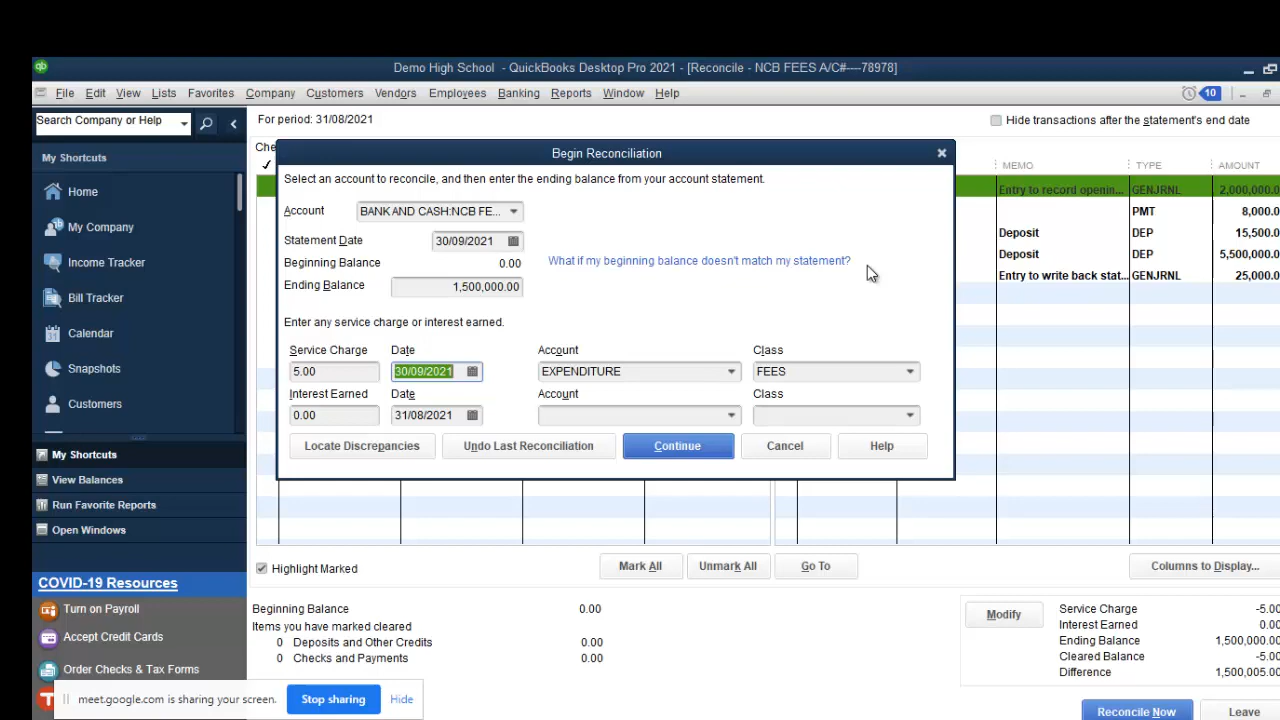 Demo High School - QuickBooks Desktop Pro 2021 - [Reconcile - NCB FEES A/C#----78978]
File Edit View Lists Favorites Company Customers Vendors Employees Banking Reports Window Help
10
Search Company or Help
For period: 31/08/2021
Hide transactions after the statement's end date
My Shortcuts
Home
My Company
Income Tracker
Bill Tracker
Calendar
Snapshots
Customers
My Shortcuts
View Balances
Run Favorite Reports
Open Windows
COVID-19 Resources
Turn on Payroll
Accept Credit Cards
Order Checks & Tax Forms
Che
Begin Reconciliation
Select an account to reconcile, and then enter the ending balance from your account statement.
Account BANK AND CASH:NCB FE...
Statement Date 30/09/2021
Beginning Balance 0.00 What if my beginning balance doesn't match my statement?
Ending Balance 1,500,000.00
Enter any service charge or interest earned.
Service Charge Date Account Class
5.00 30/09/2021 EXPENDITURE FEES
Interest Earned Date Account Class
0.00 31/08/2021
Locate Discrepancies Undo Last Reconciliation Continue Cancel Help
MEMO TYPE AMOUNT
Entry to record openin... GENJRNL 2,000,000.0
PMT 8,000.0
Deposit DEP 15,500.0
Deposit DEP 5,500,000.0
Entry to write back stat... GENJRNL 25,000.0
Highlight Marked Mark All Unmark All Go To Columns to Display...
Beginning Balance 0.00
Items you have marked cleared
0 Deposits and Other Credits 0.00
0 Checks and Payments 0.00
Modify
Service Charge -5.00
Interest Earned 0.00
Ending Balance 1,500,000.00
Cleared Balance -5.00
Difference 1,500,005.00
Reconcile Now Leave
meet.google.com is sharing your screen. Stop sharing Hide